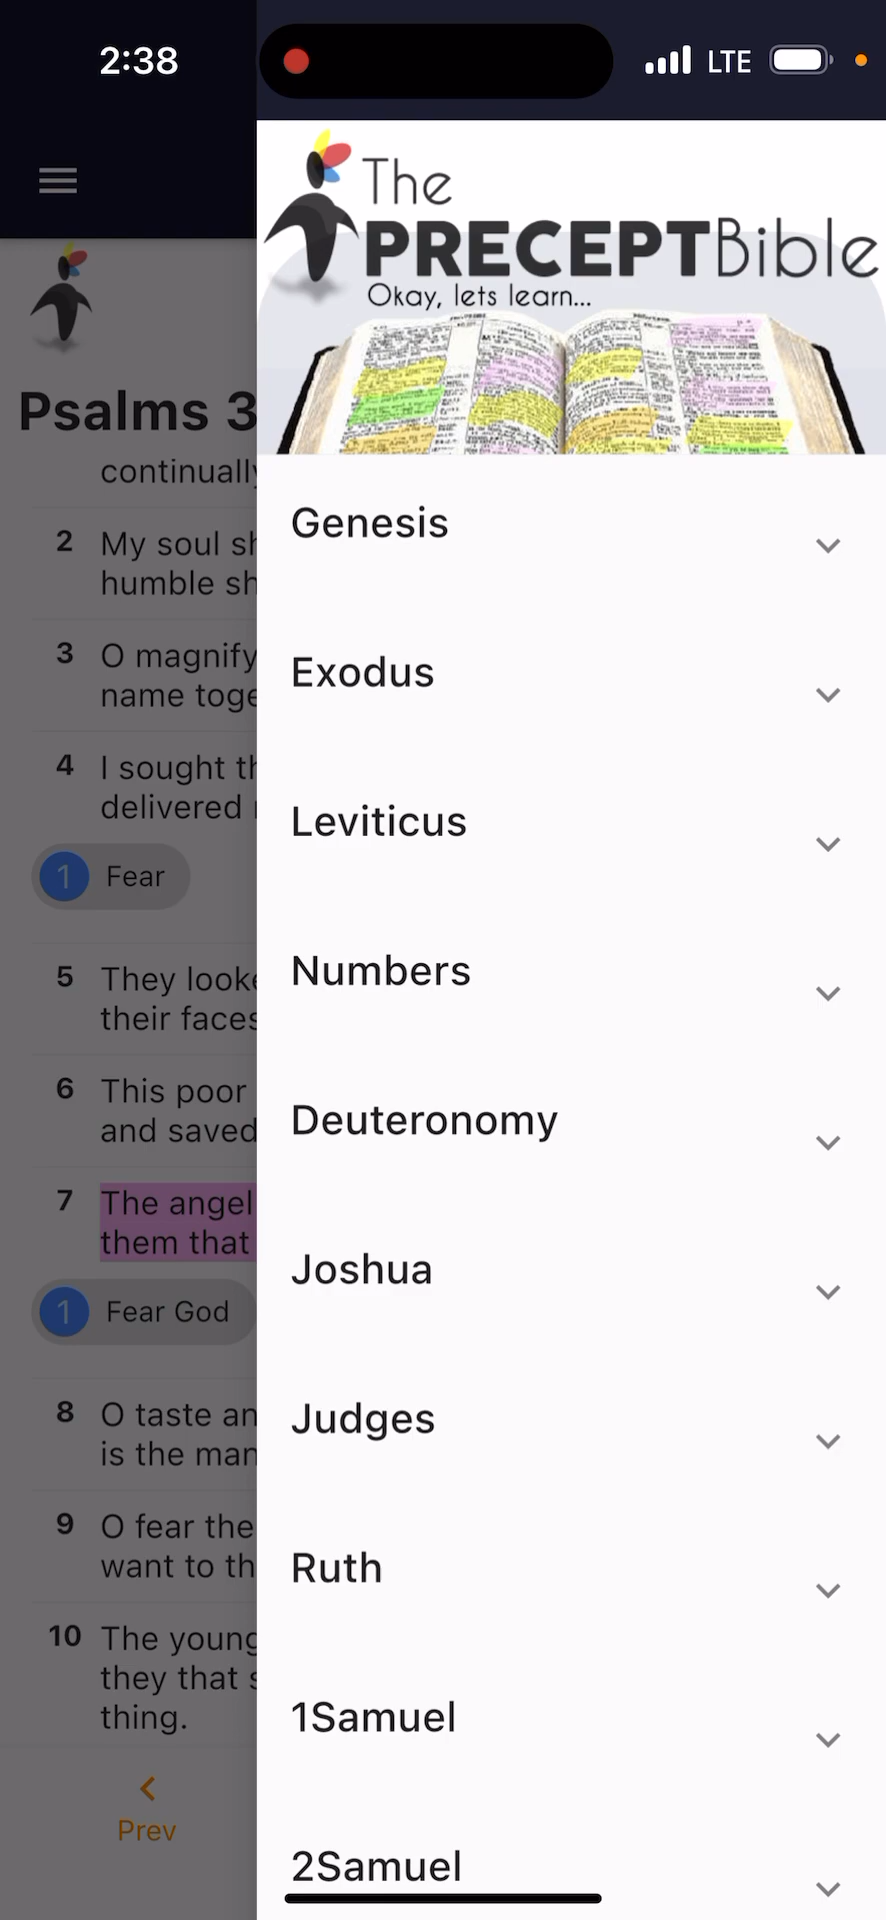 2:38
LTE
The
PRECEPTBible
Okay, lets learn...
Psalms 3
continually
2 My soul sh
humble sh
3 O magnify
name toge
4 I sought th
delivered
1 Fear
5 They looke
their faces
6 This poor
and saved
7 The angel
them that
1 Fear God
8 O taste an
is the man
9 O fear the
want to th
10 The young
they that s
thing.
Prev
Genesis
Exodus
Leviticus
Numbers
Deuteronomy
Joshua
Judges
Ruth
1Samuel
2Samuel